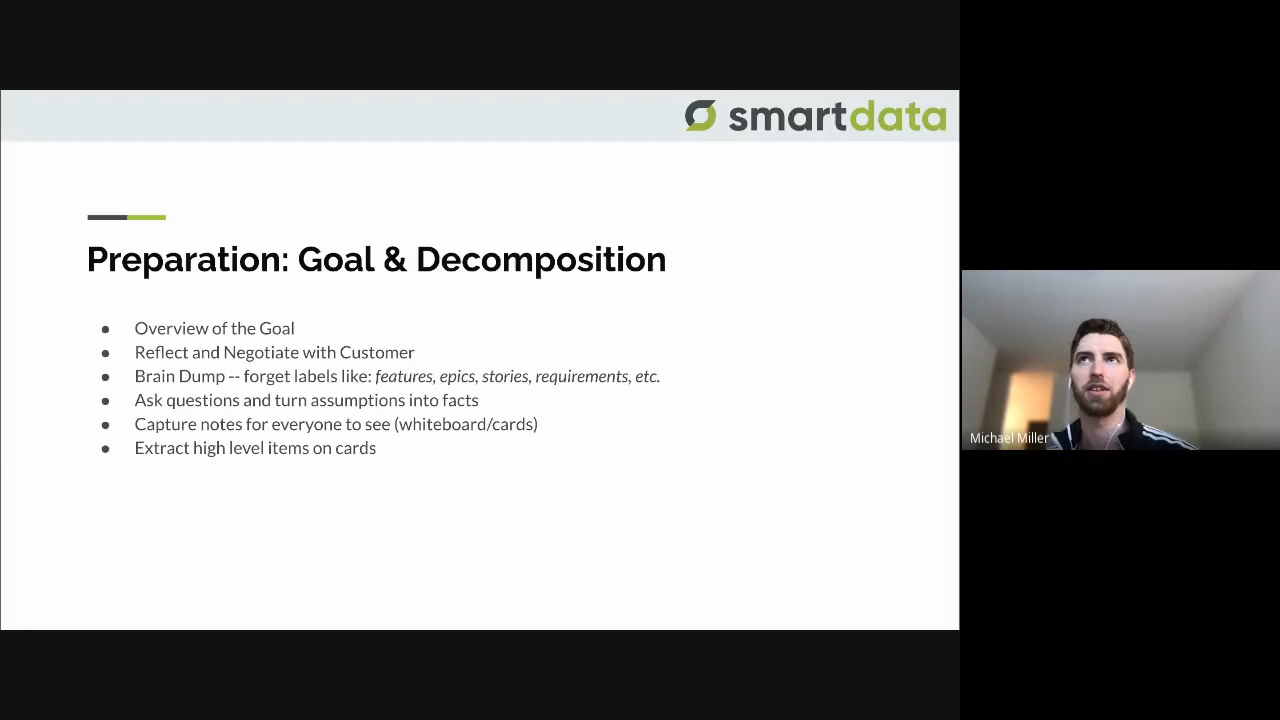 smartdata
Preparation: Goal & Decomposition
● Overview of the Goal
● Reflect and Negotiate with Customer
● Brain Dump -- forget labels like: features, epics, stories, requirements, etc.
● Ask questions and turn assumptions into facts
● Capture notes for everyone to see (whiteboard/cards)
● Extract high level items on cards
Michael Miller